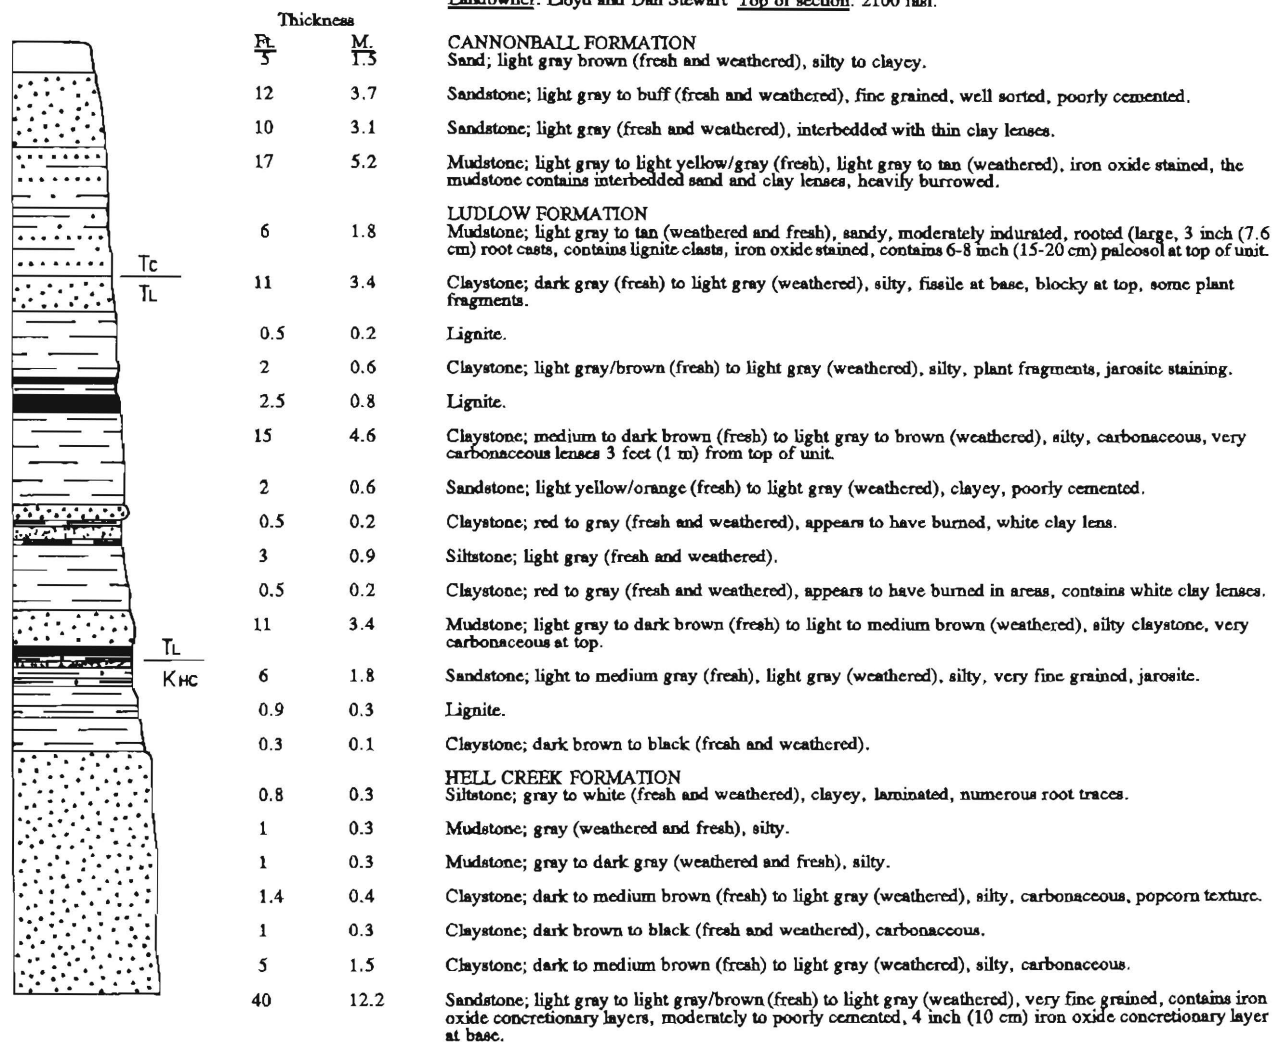 Landowner: Lloyd and Dan Stewart Top of section: 2100 fasl.
Thickness
Ft. M.
CANNONBALL FORMATION
5 1.5 Sand; light gray brown (fresh and weathered), silty to clayey.
12 3.7 Sandstone; light gray to buff (fresh and weathered), fine grained, well sorted, poorly cemented.
10 3.1 Sandstone; light gray (fresh and weathered), interbedded with thin clay lenses.
17 5.2 Mudstone; light gray to light yellow/gray (fresh), light gray to tan (weathered), iron oxide stained, the
mudstone contains interbedded sand and clay lenses, heavily burrowed.
LUDLOW FORMATION
6 1.8 Mudstone; light gray to tan (weathered and fresh), sandy, moderately indurated, rooted (large, 3 inch (7.6
cm) root casts, contains lignite clasts, iron oxide stained, contains 6-8 inch (15-20 cm) paleosol at top of unit.
Tc
TL
11 3.4 Claystone; dark gray (fresh) to light gray (weathered), silty, fissile at base, blocky at top, some plant
fragments.
0.5 0.2 Lignite.
2 0.6 Claystone; light gray/brown (fresh) to light gray (weathered), silty, plant fragments, jarosite staining.
2.5 0.8 Lignite.
15 4.6 Claystone; medium to dark brown (fresh) to light gray to brown (weathered), silty, carbonaceous, very
carbonaceous lenses 3 feet (1 m) from top of unit.
2 0.6 Sandstone; light yellow/orange (fresh) to light gray (weathered), clayey, poorly cemented.
0.5 0.2 Claystone; red to gray (fresh and weathered), appears to have burned, white clay lens.
3 0.9 Siltstone; light gray (fresh and weathered).
0.5 0.2 Claystone; red to gray (fresh and weathered), appears to have burned in areas, contains white clay lenses.
11 3.4 Mudstone; light gray to dark brown (fresh) to light to medium brown (weathered), silty claystone, very
carbonaceous at top.
TL
KHC
6 1.8 Sandstone; light to medium gray (fresh), light gray (weathered), silty, very fine grained, jarosite.
0.9 0.3 Lignite.
0.3 0.1 Claystone; dark brown to black (fresh and weathered).
HELL CREEK FORMATION
0.8 0.3 Siltstone; gray to white (fresh and weathered), clayey, laminated, numerous root traces.
1 0.3 Mudstone; gray (weathered and fresh), silty.
1 0.3 Mudstone; gray to dark gray (weathered and fresh), silty.
1.4 0.4 Claystone; dark to medium brown (fresh) to light gray (weathered), silty, carbonaceous, popcorn texture.
1 0.3 Claystone; dark brown to black (fresh and weathered), carbonaceous.
5 1.5 Claystone; dark to medium brown (fresh) to light gray (weathered), silty, carbonaceous.
40 12.2 Sandstone; light gray to light gray/brown (fresh) to light gray (weathered), very fine grained, contains iron
oxide concretionary layers, moderately to poorly cemented, 4 inch (10 cm) iron oxide concretionary layer
at base.